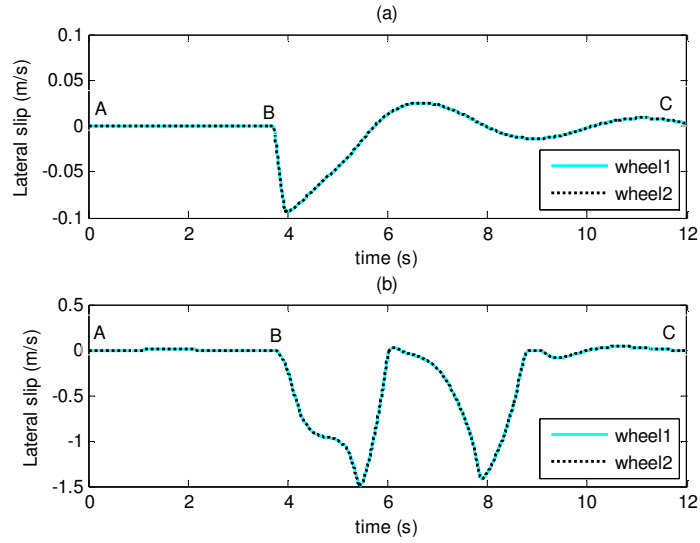 (a)
0.1
0.05
0
-0.05
-0.1
Lateral slip (m/s)
A
B
C
wheel1
wheel2
0 2 4 6 8 10 12
time (s)
(b)
0.5
0
-0.5
-1
-1.5
Lateral slip (m/s)
A
B
C
wheel1
wheel2
0 2 4 6 8 10 12
time (s)